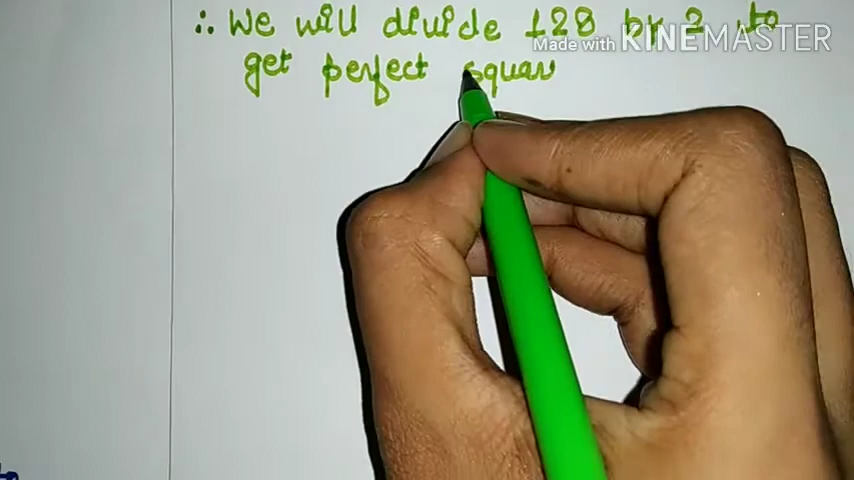 ∴ We will divide 128 by 2 to
Made with KINEMASTER
get perfect squar